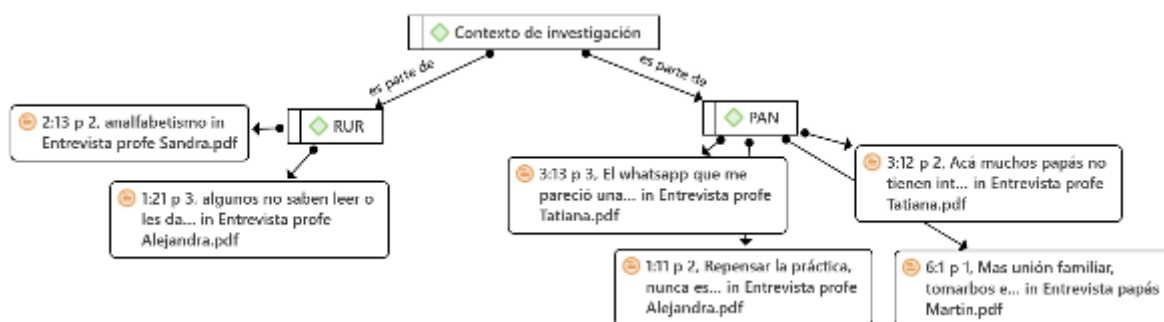 Contexto de investigación
es parte de
es parte de
RUR
PAN
2:13 p 2, analfabetismo in
Entrevista profe Sandra.pdf
1:21 p 3, algunos no saben leer o
les da... in Entrevista profe
Alejandra.pdf
3:13 p 3, El whatsapp que me
pareció una... in Entrevista profe
Tatiana.pdf
3:12 p 2, Acá muchos papás no
tienen int... in Entrevista profe
Tatiana.pdf
1:11 p 2, Repensar la práctica,
nunca es... in Entrevista profe
Alejandra.pdf
6:1 p 1, Mas unión familiar,
tomarbos e... in Entrevista papás
Martin.pdf